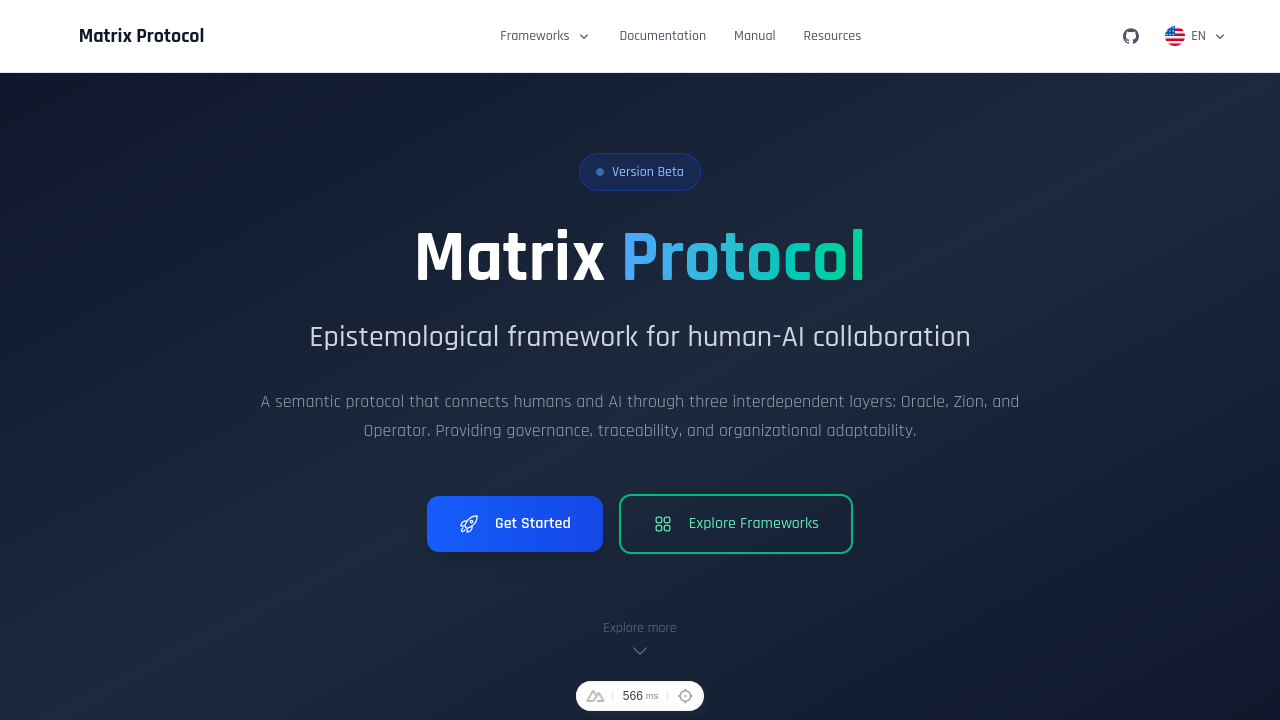 Matrix Protocol
Frameworks
Documentation
Manual
Resources
EN
Version Beta
Matrix Protocol
Epistemological framework for human-AI collaboration
A semantic protocol that connects humans and AI through three interdependent layers: Oracle, Zion, and
Operator. Providing governance, traceability, and organizational adaptability.
Get Started
Explore Frameworks
Explore more
566 ms